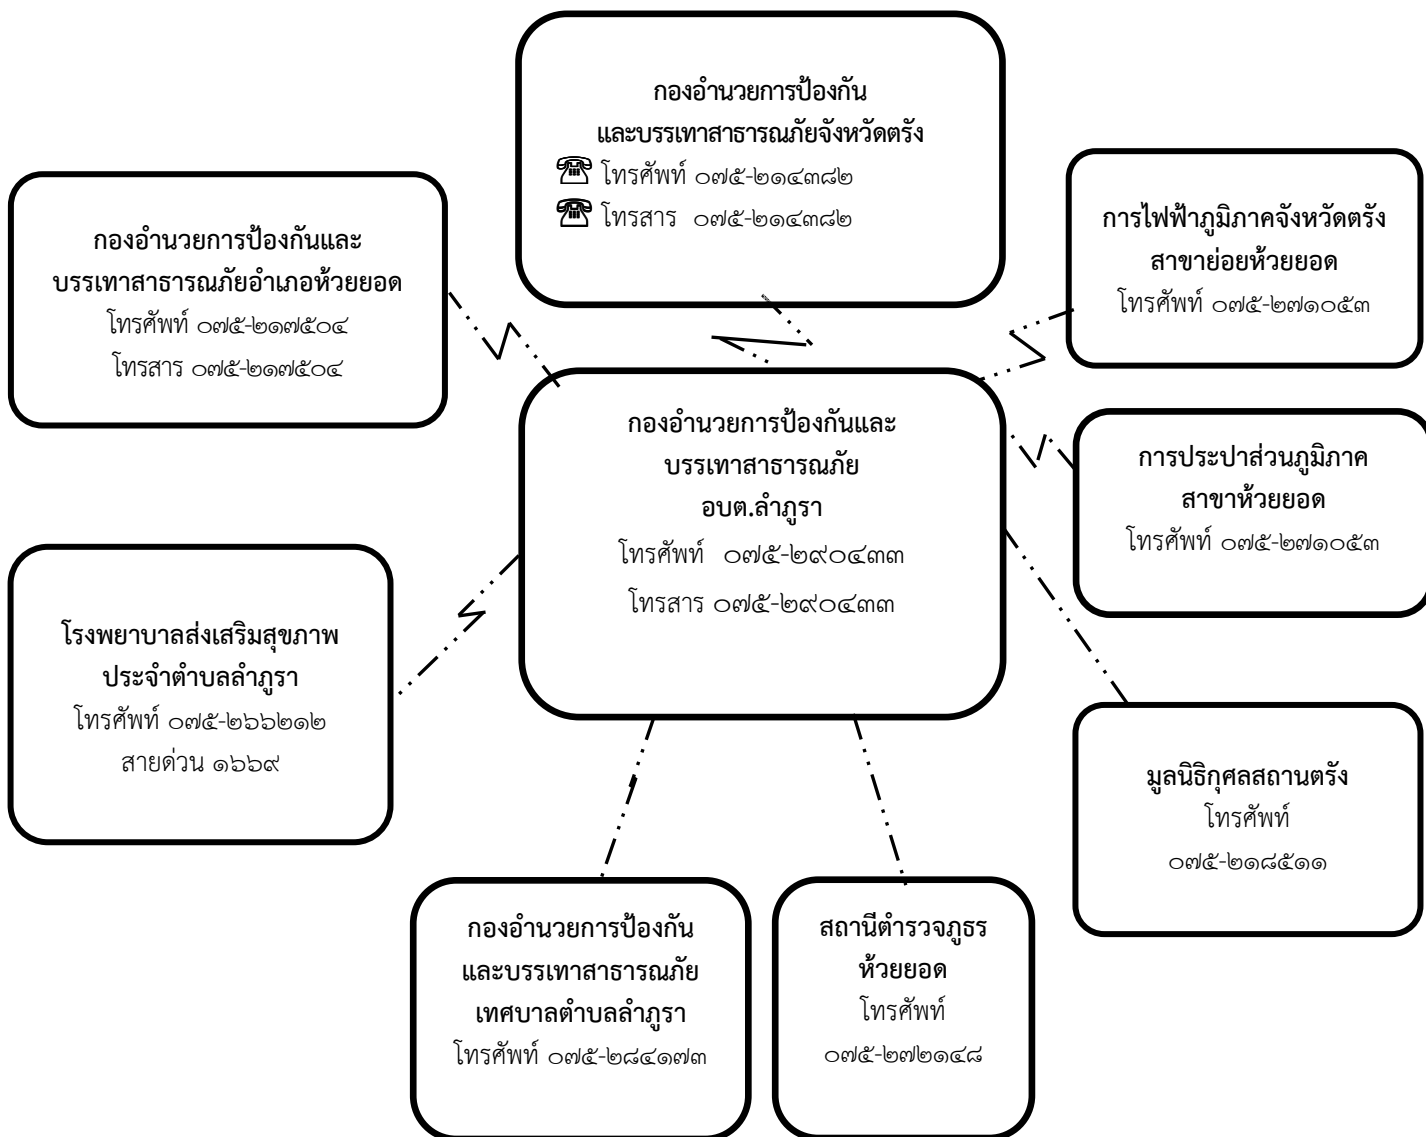 กองอำนวยการป้องกัน
และบรรเทาสาธารณภัยจังหวัดตรัง
โทรศัพท์ ๐๗๕-๒๑๔๓๘๒
โทรสาร ๐๗๕-๒๑๔๓๘๒
กองอำนวยการป้องกันและ
บรรเทาสาธารณภัยอำเภอห้วยยอด
โทรศัพท์ ๐๗๕-๒๑๗๕๐๔
โทรสาร ๐๗๕-๒๑๗๕๐๔
การไฟฟ้าภูมิภาคจังหวัดตรัง
สาขาย่อยห้วยยอด
โทรศัพท์ ๐๗๕-๒๗๑๐๕๓
กองอำนวยการป้องกันและ
บรรเทาสาธารณภัย
อบต.ลำภูรา
โทรศัพท์ ๐๗๕-๒๙๐๔๓๓
โทรสาร ๐๗๕-๒๙๐๔๓๓
การประปาส่วนภูมิภาค
สาขาห้วยยอด
โทรศัพท์ ๐๗๕-๒๗๑๐๕๓
โรงพยาบาลส่งเสริมสุขภาพ
ประจำตำบลลำภูรา
โทรศัพท์ ๐๗๕-๒๖๖๒๑๒
สายด่วน ๑๖๖๙
มูลนิธิกุศลสถานตรัง
โทรศัพท์
๐๗๕-๒๑๘๕๑๑
กองอำนวยการป้องกัน
และบรรเทาสาธารณภัย
เทศบาลตำบลลำภูรา
โทรศัพท์ ๐๗๕-๒๘๔๑๗๓
สถานีตำรวจภูธร
ห้วยยอด
โทรศัพท์
๐๗๕-๒๗๒๑๔๘